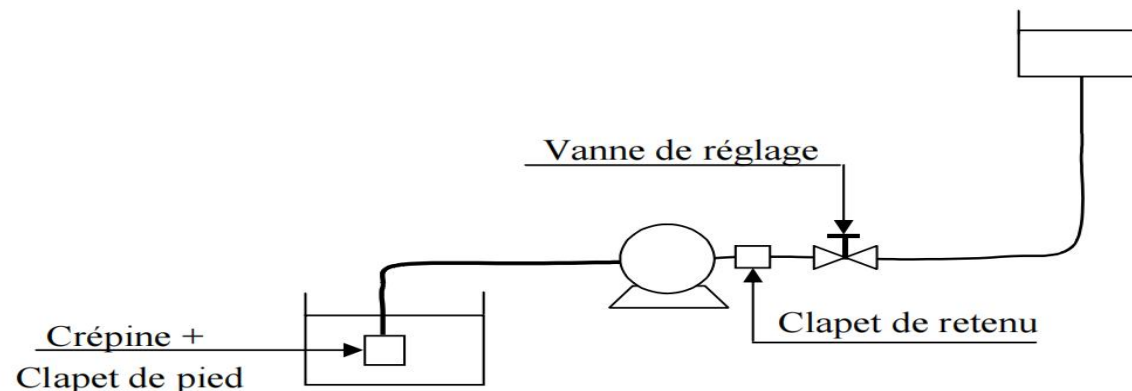 Vanne de réglage
Clapet de retenu
Crépine +
Clapet de pied